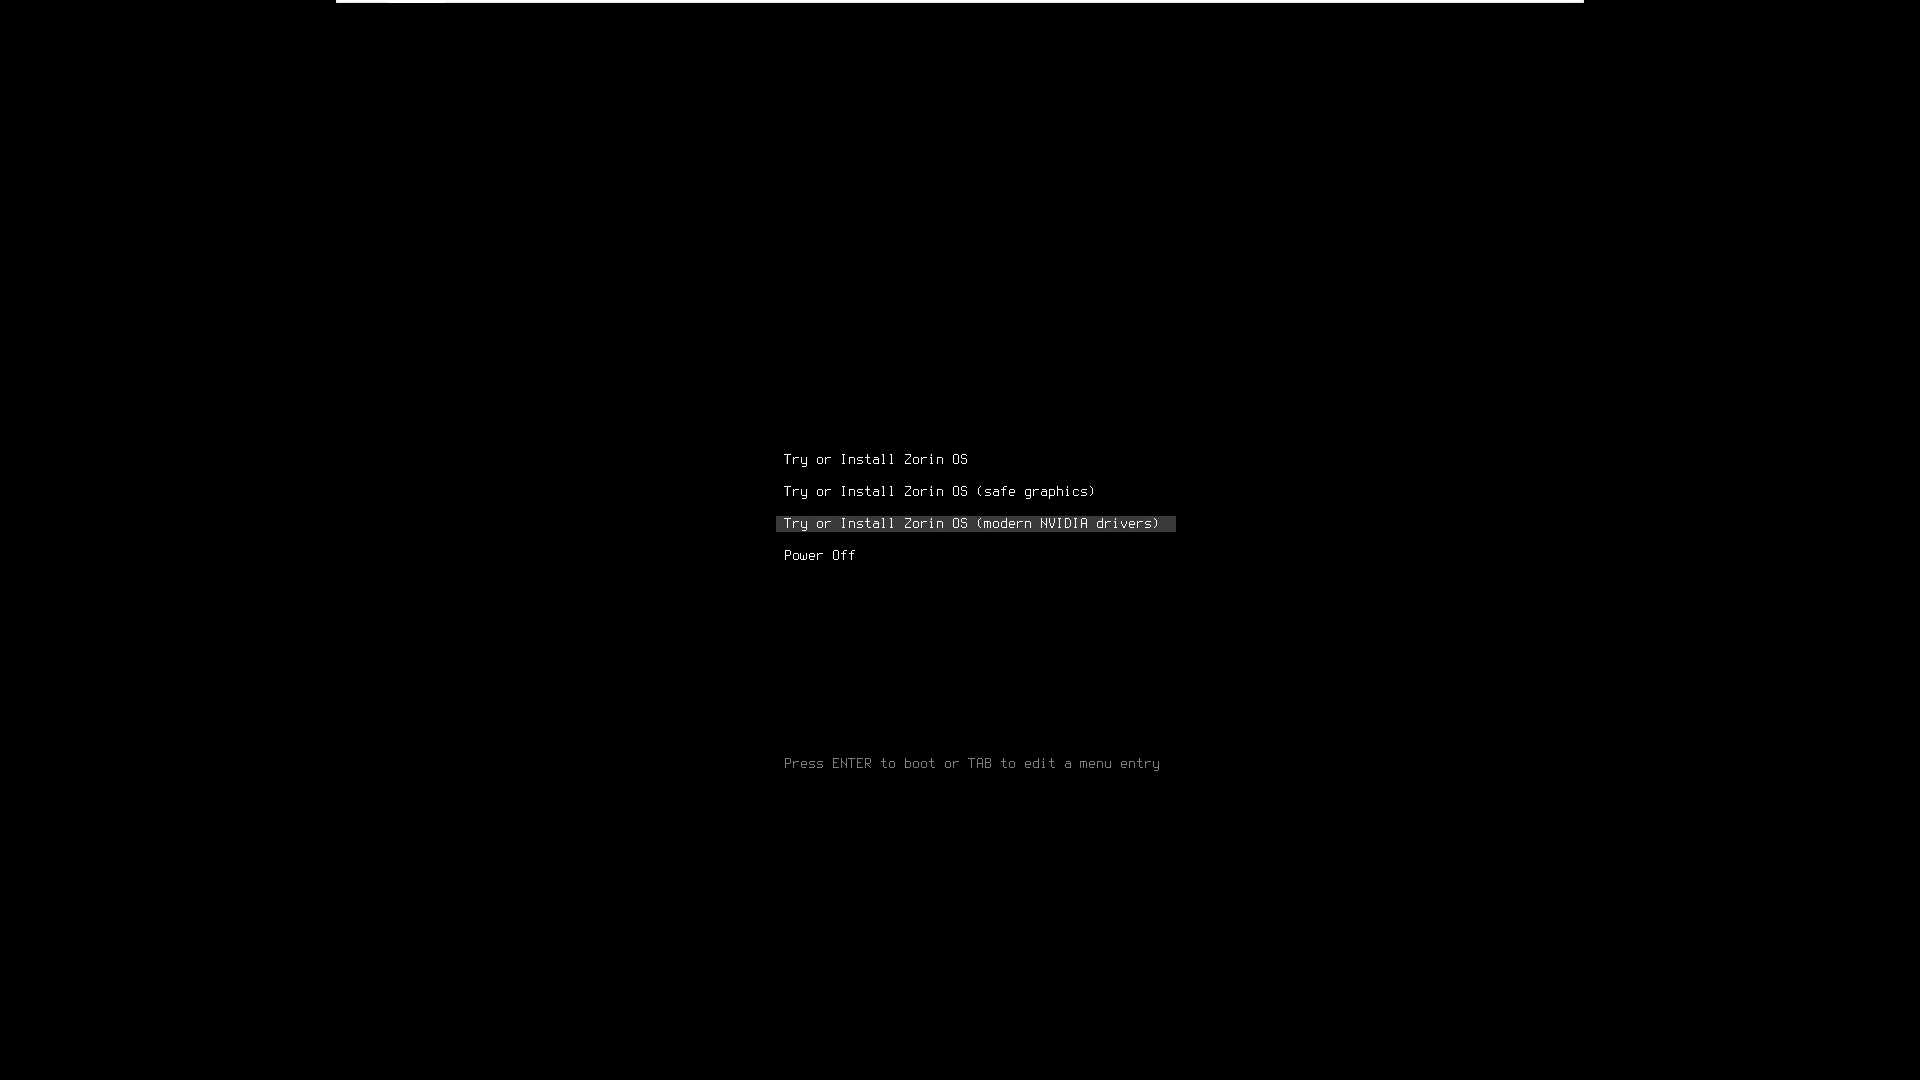 Try or Install Zorin OS
Try or Install Zorin OS (safe graphics)
Try or Install Zorin OS (modern NVIDIA drivers)
Power Off
Press ENTER to boot or TAB to edit a menu entry